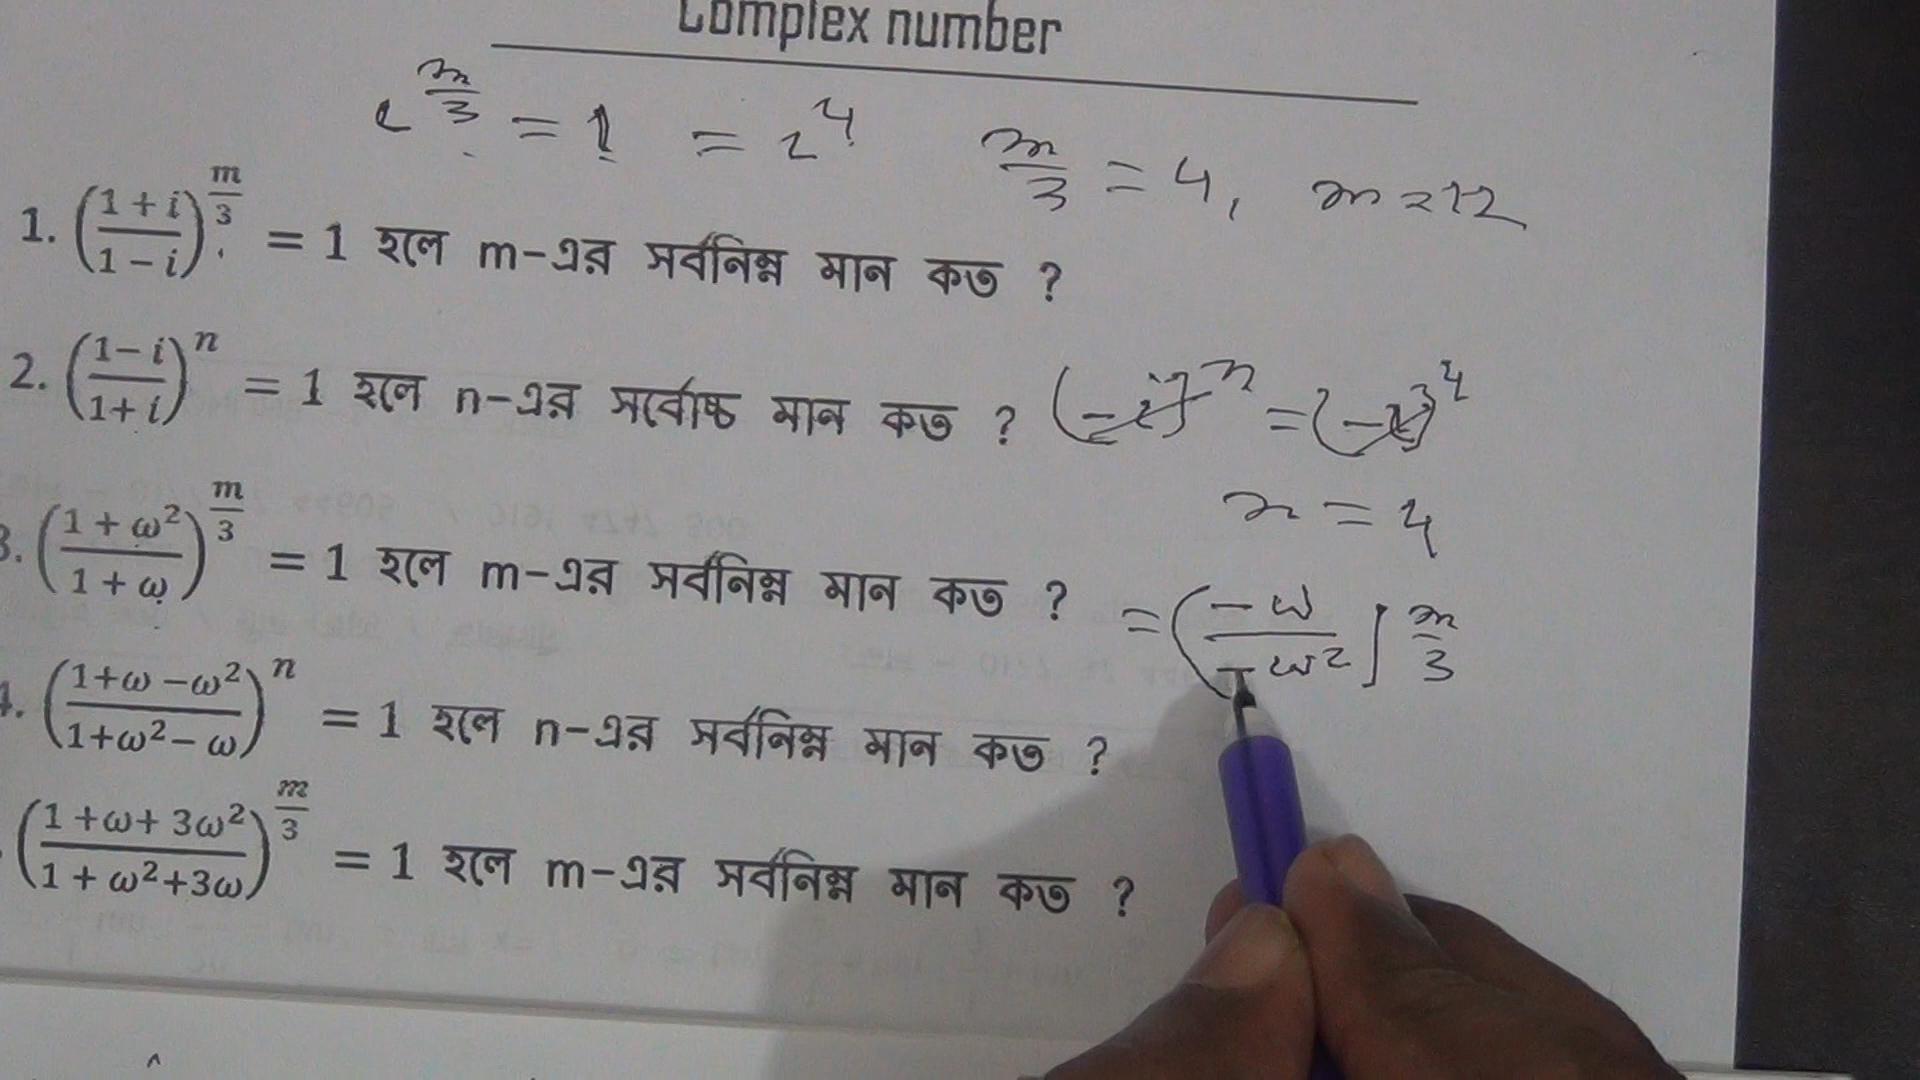 Complex number
i^{m/3} = 1 = i^4 m/3 = 4, m = 12
1. ((1+i)/(1−i))^{m/3} = 1 হলে m-এর সর্বনিম্ন মান কত ?
2. ((1−i)/(1+i))^n = 1 হলে n-এর সর্বোচ্চ মান কত ? (−i)^n = (−i)^4
n = 4
3. ((1+ω²)/(1+ω))^{m/3} = 1 হলে m-এর সর্বনিম্ন মান কত ? = (−ω/−ω²)^{m/3}
4. ((1+ω−ω²)/(1+ω²−ω))^n = 1 হলে n-এর সর্বনিম্ন মান কত ?
((1+ω+3ω²)/(1+ω²+3ω))^{m/3} = 1 হলে m-এর সর্বনিম্ন মান কত ?